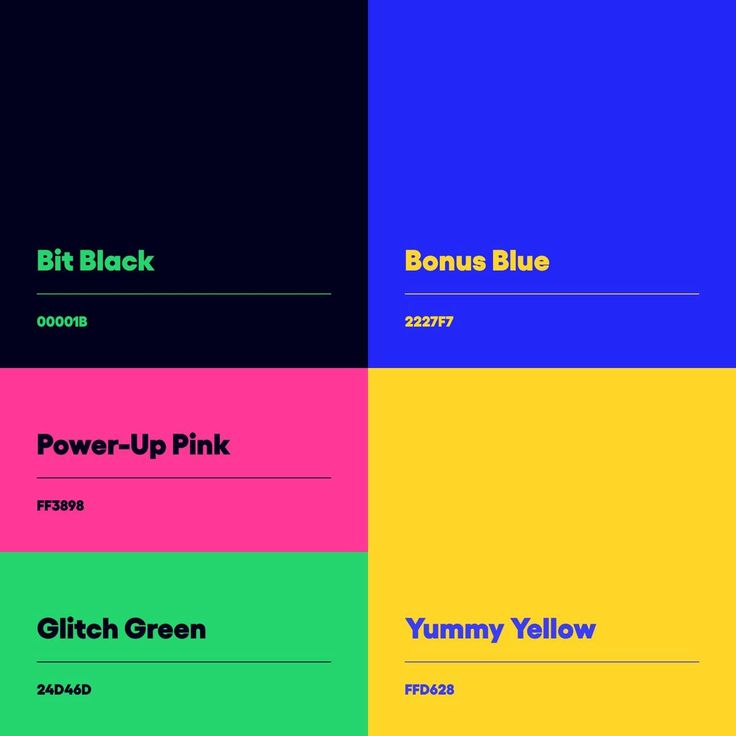 Bit Black
00001B
Bonus Blue
2227F7
Power-Up Pink
FF3898
Glitch Green
24D46D
Yummy Yellow
FFD628